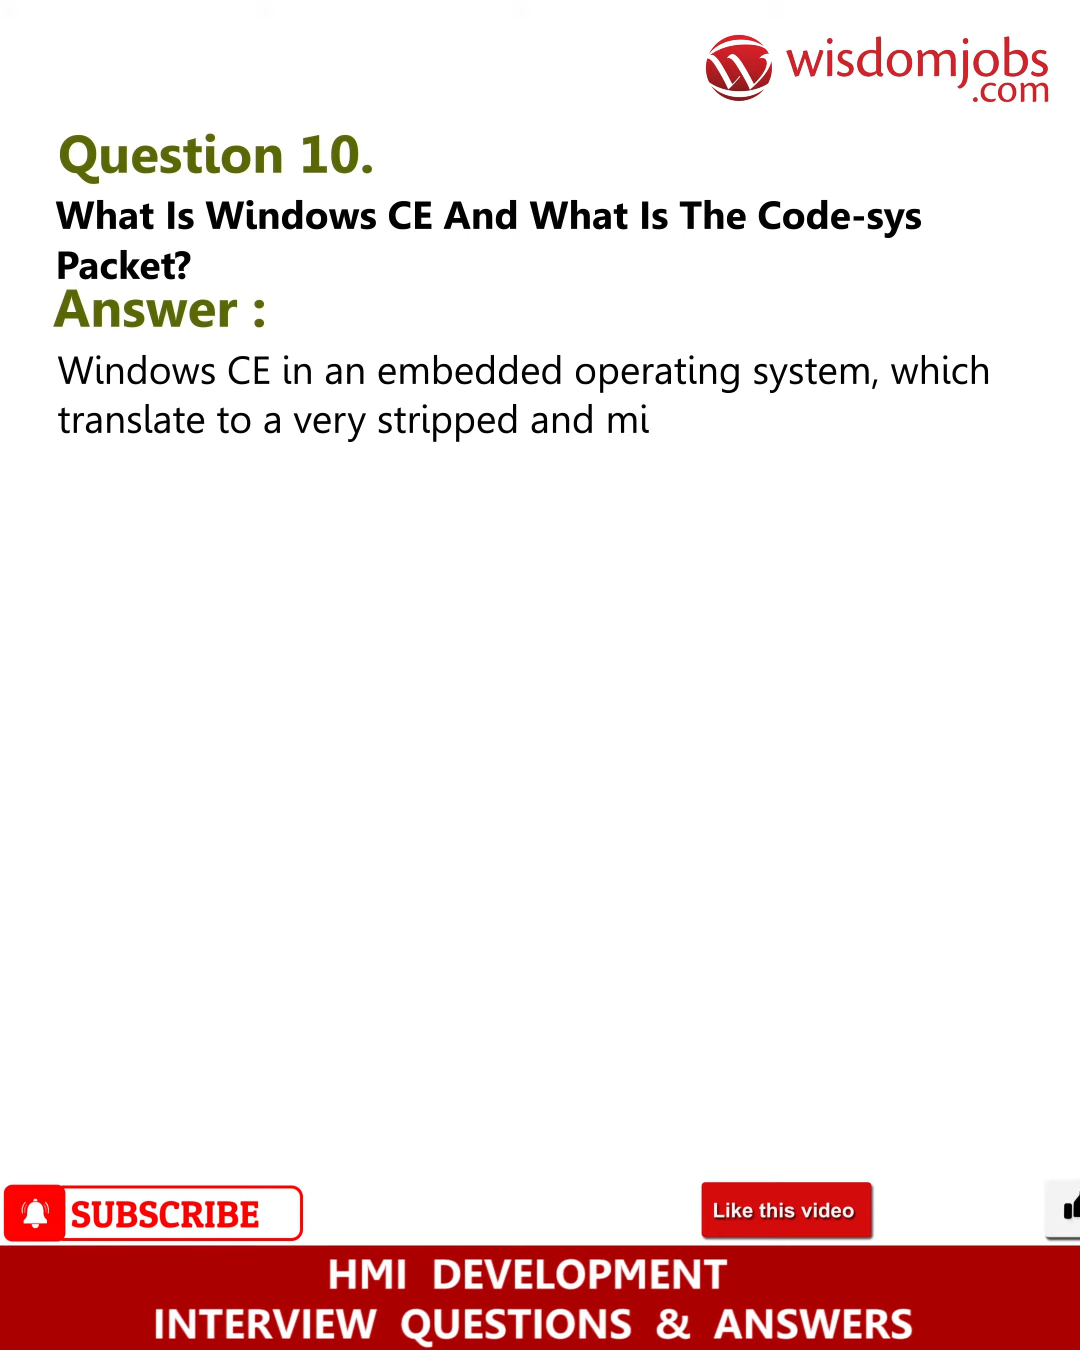 wisdomjobs
.com
Question 10.
What Is Windows CE And What Is The Code-sys
Packet?
Answer :
Windows CE in an embedded operating system, which
translate to a very stripped and mi
SUBSCRIBE
Like this video
HMI DEVELOPMENT
INTERVIEW QUESTIONS & ANSWERS